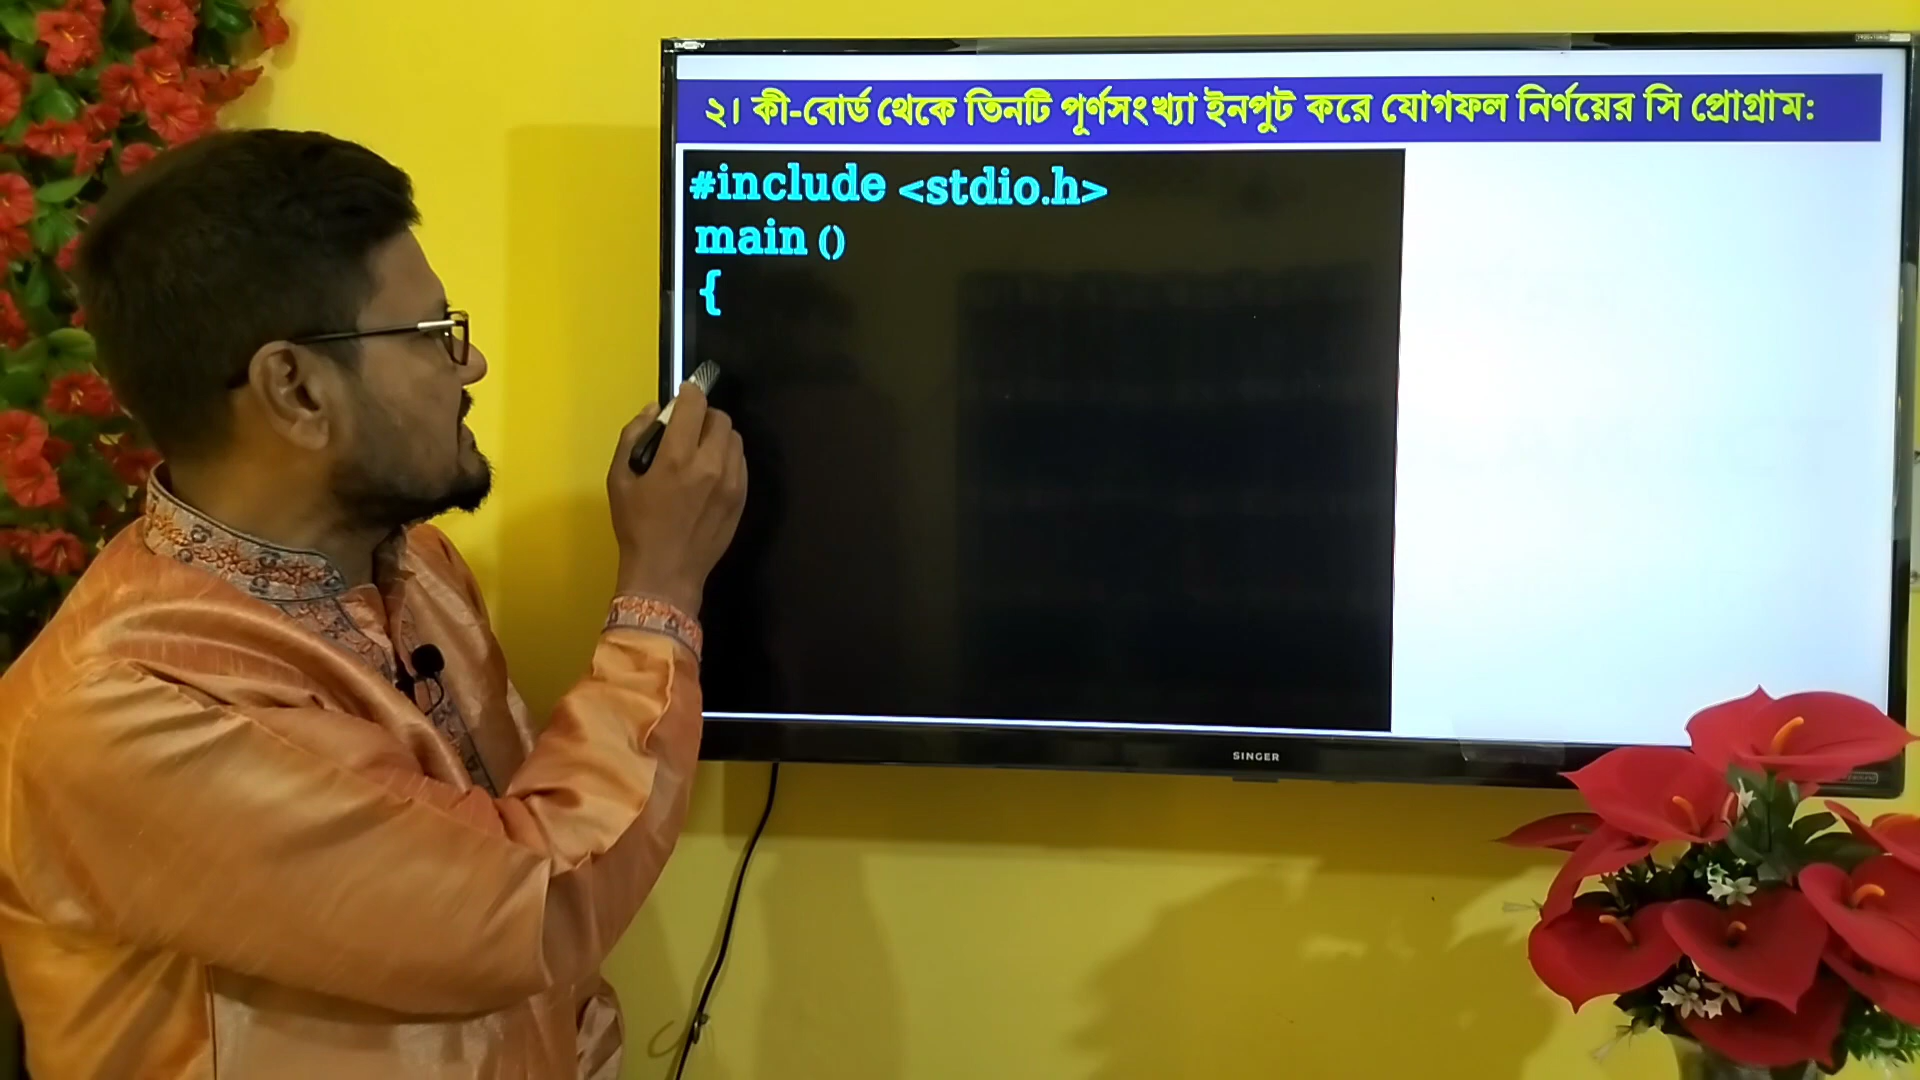 ২। কী-বোর্ড থেকে তিনটি পূর্ণসংখ্যা ইনপুট করে যোগফল নির্ণয়ের সি প্রোগ্রাম:
#include <stdio.h>
main ()
{
SINGER